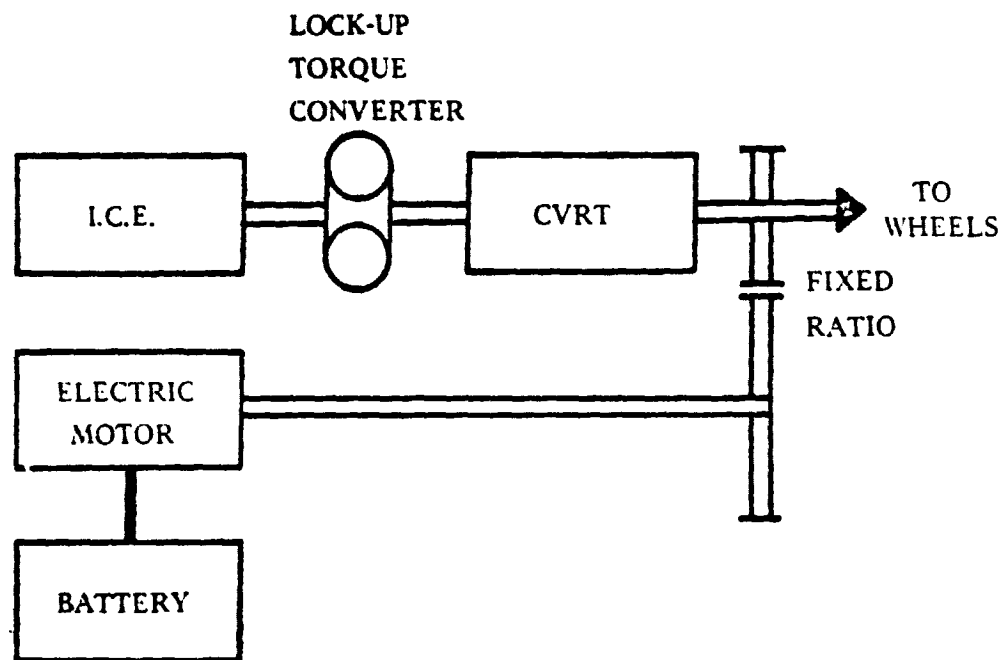 LOCK-UP
TORQUE
CONVERTER
I.C.E.
CVRT
TO
WHEELS
FIXED
RATIO
ELECTRIC
MOTOR
BATTERY